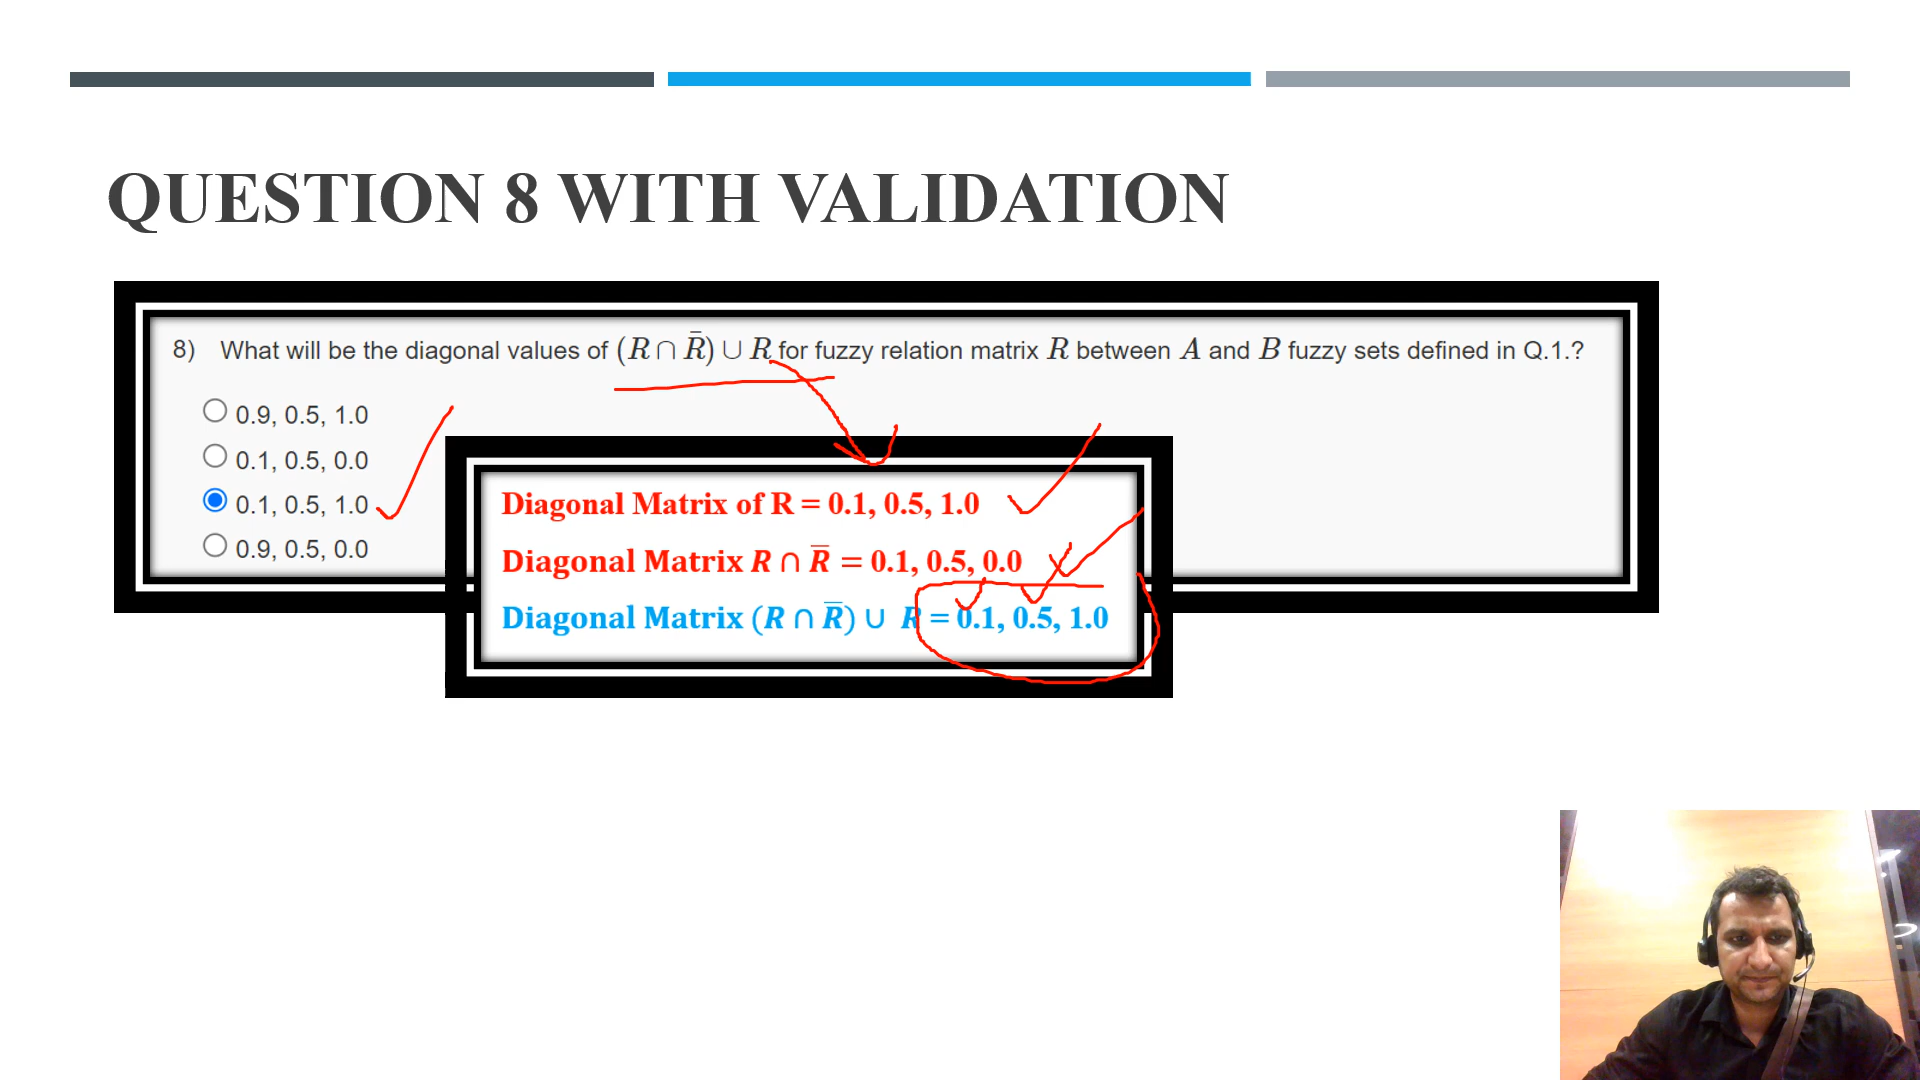 QUESTION 8 WITH VALIDATION
8) What will be the diagonal values of (R ∩ R̄) ∪ R for fuzzy relation matrix R between A and B fuzzy sets defined in Q.1.?
0.9, 0.5, 1.0
0.1, 0.5, 0.0
0.1, 0.5, 1.0
0.9, 0.5, 0.0
Diagonal Matrix of R = 0.1, 0.5, 1.0
Diagonal Matrix R ∩ R̄ = 0.1, 0.5, 0.0
Diagonal Matrix (R ∩ R̄) ∪ R = 0.1, 0.5, 1.0